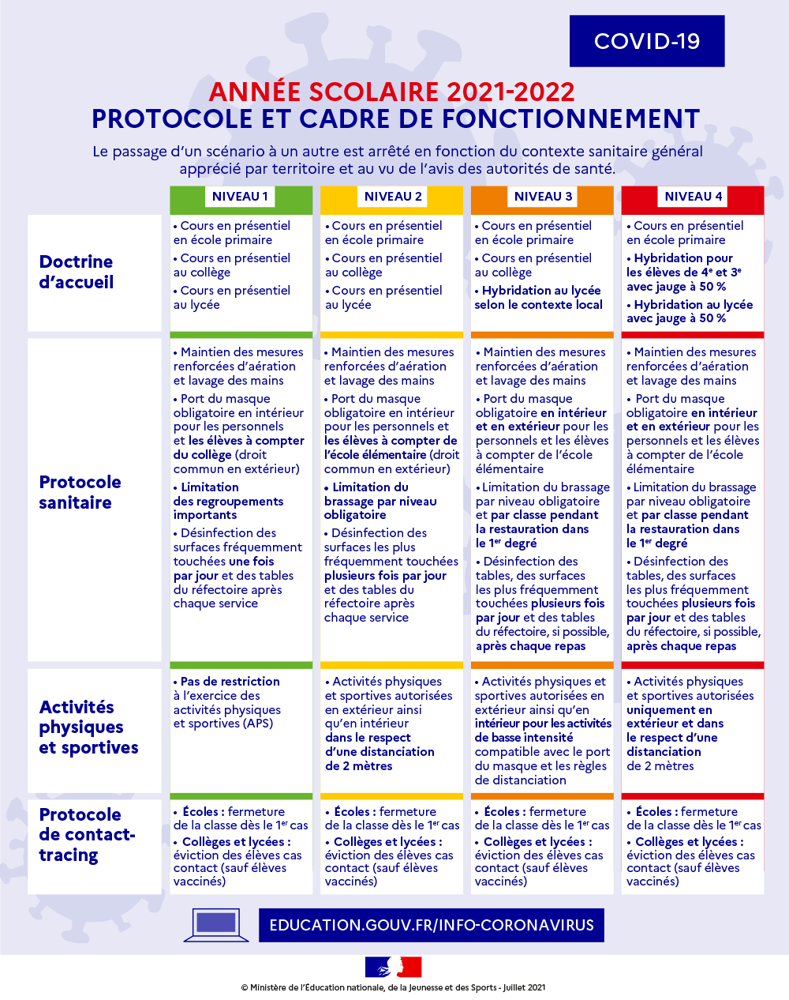 COVID-19
ANNÉE SCOLAIRE 2021-2022
PROTOCOLE ET CADRE DE FONCTIONNEMENT
Le passage d’un scénario à un autre est arrêté en fonction du contexte sanitaire général
apprécié par territoire et au vu de l’avis des autorités de santé.
NIVEAU 1
NIVEAU 2
NIVEAU 3
NIVEAU 4
Doctrine
d’accueil
• Cours en présentiel
en école primaire
• Cours en présentiel
au collège
• Cours en présentiel
au lycée
• Cours en présentiel
en école primaire
• Cours en présentiel
au collège
• Cours en présentiel
au lycée
• Cours en présentiel
en école primaire
• Cours en présentiel
au collège
• Hybridation au lycée
selon le contexte local
• Cours en présentiel
en école primaire
• Hybridation pour
les élèves de 4e et 3e
avec jauge à 50 %
• Hybridation au lycée
avec jauge à 50 %
Protocole
sanitaire
• Maintien des mesures
renforcées d’aération
et lavage des mains
• Port du masque
obligatoire en intérieur
pour les personnels
et les élèves à compter
du collège (droit
commun en extérieur)
• Limitation
des regroupements
importants
• Désinfection des
surfaces fréquemment
touchées une fois
par jour et des tables
du réfectoire après
chaque service
• Maintien des mesures
renforcées d’aération
et lavage des mains
• Port du masque
obligatoire en intérieur
pour les personnels et
les élèves à compter de
l’école élémentaire (droit
commun en extérieur)
• Limitation du
brassage par niveau
obligatoire
• Désinfection des
surfaces les plus
fréquemment touchées
plusieurs fois par jour
et des tables du
réfectoire après
chaque service
• Maintien des mesures
renforcées d’aération
et lavage des mains
• Port du masque
obligatoire en intérieur
et en extérieur pour les
personnels et les élèves
à compter de l’école
élémentaire
• Limitation du brassage
par niveau obligatoire
et par classe pendant
la restauration dans
le 1er degré
• Désinfection des
tables, des surfaces
les plus fréquemment
touchées plusieurs fois
par jour et des tables
du réfectoire, si possible,
après chaque repas
• Maintien des mesures
renforcées d’aération
et lavage des mains
• Port du masque
obligatoire en intérieur
et en extérieur pour les
personnels et les élèves
à compter de l’école
élémentaire
• Limitation du brassage
par niveau obligatoire
et par classe pendant
la restauration dans
le 1er degré
• Désinfection des
tables, des surfaces
les plus fréquemment
touchées plusieurs fois
par jour et des tables
du réfectoire, si possible,
après chaque repas
Activités
physiques
et sportives
• Pas de restriction
à l’exercice des
activités physiques
et sportives (APS)
• Activités physiques
et sportives autorisées
en extérieur ainsi
qu’en intérieur
dans le respect
d’une distanciation
de 2 mètres
• Activités physiques et
sportives autorisées en
extérieur ainsi qu’en
intérieur pour les activités
de basse intensité
compatible avec le port
du masque et les règles
de distanciation
• Activités physiques
et sportives autorisées
uniquement en
extérieur et dans
le respect d’une
distanciation
de 2 mètres
Protocole
de contact-
tracing
• Écoles : fermeture
de la classe dès le 1er cas
• Collèges et lycées :
éviction des élèves cas
contact (sauf élèves
vaccinés)
• Écoles : fermeture
de la classe dès le 1er cas
• Collèges et lycées :
éviction des élèves cas
contact (sauf élèves
vaccinés)
• Écoles : fermeture
de la classe dès le 1er cas
• Collèges et lycées :
éviction des élèves cas
contact (sauf élèves
vaccinés)
• Écoles : fermeture
de la classe dès le 1er cas
• Collèges et lycées :
éviction des élèves cas
contact (sauf élèves
vaccinés)
EDUCATION.GOUV.FR/INFO-CORONAVIRUS
© Ministère de l’Éducation nationale, de la Jeunesse et des Sports - Juillet 2021